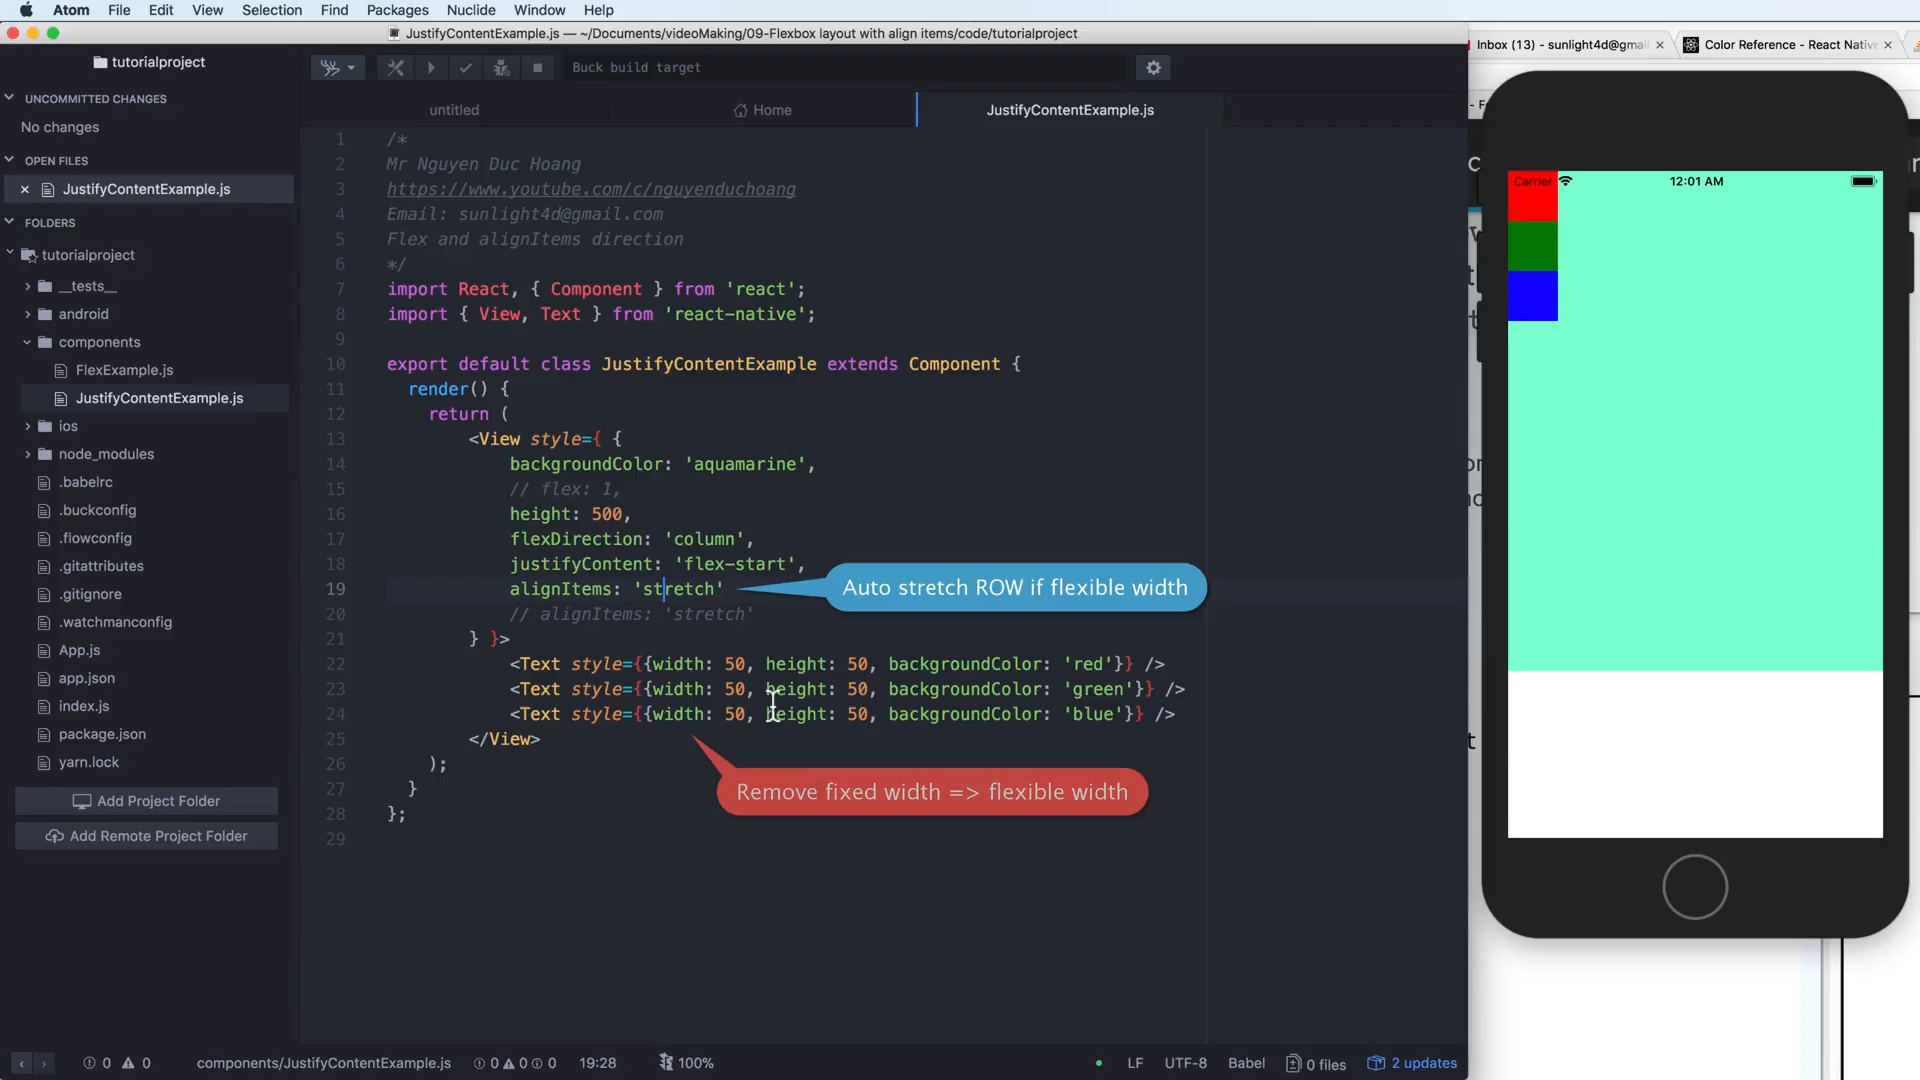 Atom File Edit View Selection Find Packages Nuclide Window Help
JustifyContentExample.js — ~/Documents/videoMaking/09-Flexbox layout with align items/code/tutorialproject
Inbox (13) - sunlight4d@gmai
Color Reference - React Nativ
tutorialproject
Buck build target
UNCOMMITTED CHANGES
No changes
OPEN FILES
JustifyContentExample.js
FOLDERS
tutorialproject
__tests__
android
components
FlexExample.js
JustifyContentExample.js
ios
node_modules
.babelrc
.buckconfig
.flowconfig
.gitattributes
.gitignore
.watchmanconfig
App.js
app.json
index.js
package.json
yarn.lock
Add Project Folder
Add Remote Project Folder
untitled Home JustifyContentExample.js
1 /*
2 Mr Nguyen Duc Hoang
3 https://www.youtube.com/c/nguyenduchoang
4 Email: sunlight4d@gmail.com
5 Flex and alignItems direction
6 */
7 import React, { Component } from 'react';
8 import { View, Text } from 'react-native';
9
10 export default class JustifyContentExample extends Component {
11 render() {
12 return (
13 <View style={ {
14 backgroundColor: 'aquamarine',
15 // flex: 1,
16 height: 500,
17 flexDirection: 'column',
18 justifyContent: 'flex-start',
19 alignItems: 'stretch'
20 // alignItems: 'stretch'
21 } }>
22 <Text style={{width: 50, height: 50, backgroundColor: 'red'}} />
23 <Text style={{width: 50, height: 50, backgroundColor: 'green'}} />
24 <Text style={{width: 50, height: 50, backgroundColor: 'blue'}} />
25 </View>
26 );
27 }
28 };
29
Auto stretch ROW if flexible width
Remove fixed width => flexible width
Carrier 12:01 AM
0 0 components/JustifyContentExample.js 0 0 0 19:28 100% LF UTF-8 Babel 0 files 2 updates